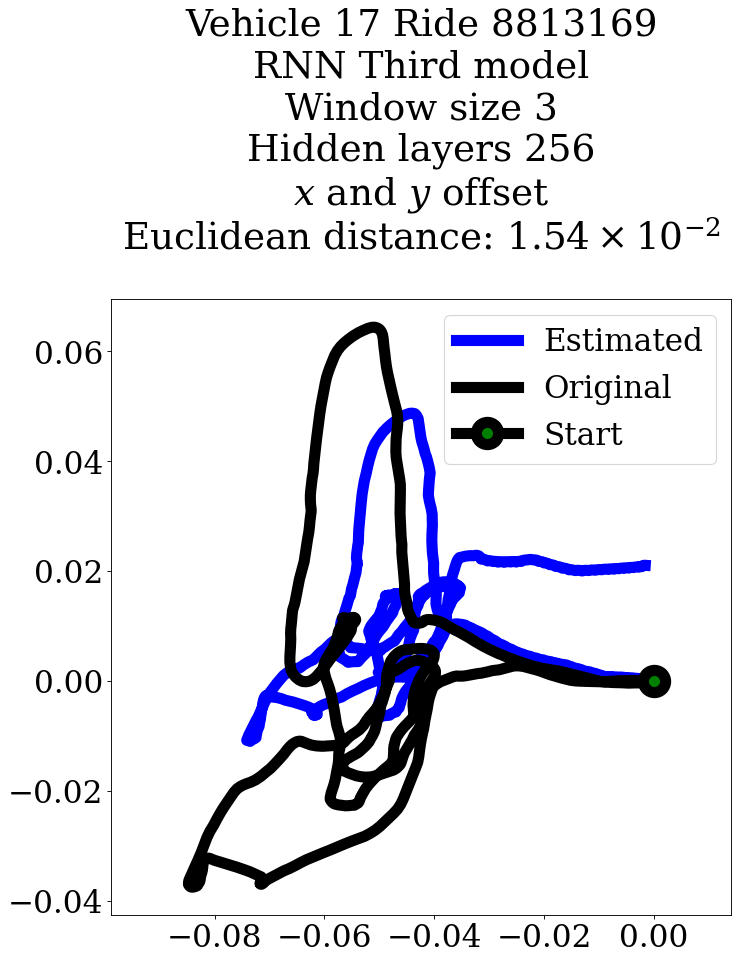 Vehicle 17 Ride 8813169
RNN Third model
Window size 3
Hidden layers 256
x and y offset
Euclidean distance: 1.54 × 10⁻²
Estimated
Original
Start
0.06
0.04
0.02
0.00
−0.02
−0.04
−0.08 −0.06 −0.04 −0.02 0.00